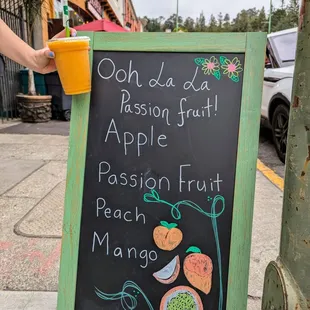 Ooh La La
Passion fruit!
Apple
Passion Fruit
Peach
Mango